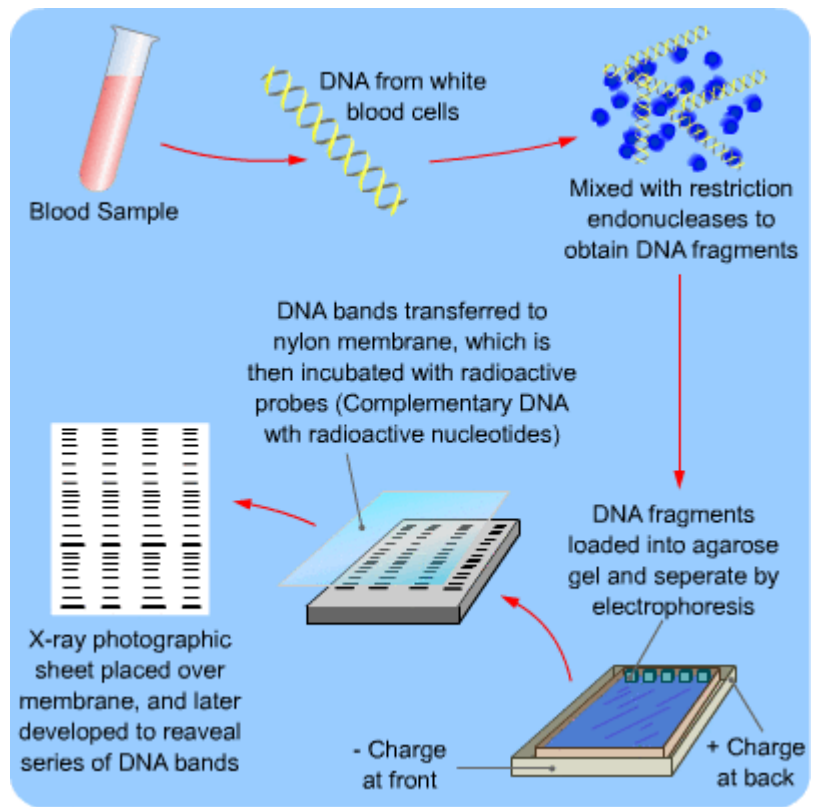 Blood Sample
DNA from white
blood cells
Mixed with restriction
endonucleases to
obtain DNA fragments
DNA fragments
loaded into agarose
gel and seperate by
electrophoresis
- Charge
at front
+ Charge
at back
DNA bands transferred to
nylon membrane, which is
then incubated with radioactive
probes (Complementary DNA
wth radioactive nucleotides)
X-ray photographic
sheet placed over
membrane, and later
developed to reaveal
series of DNA bands